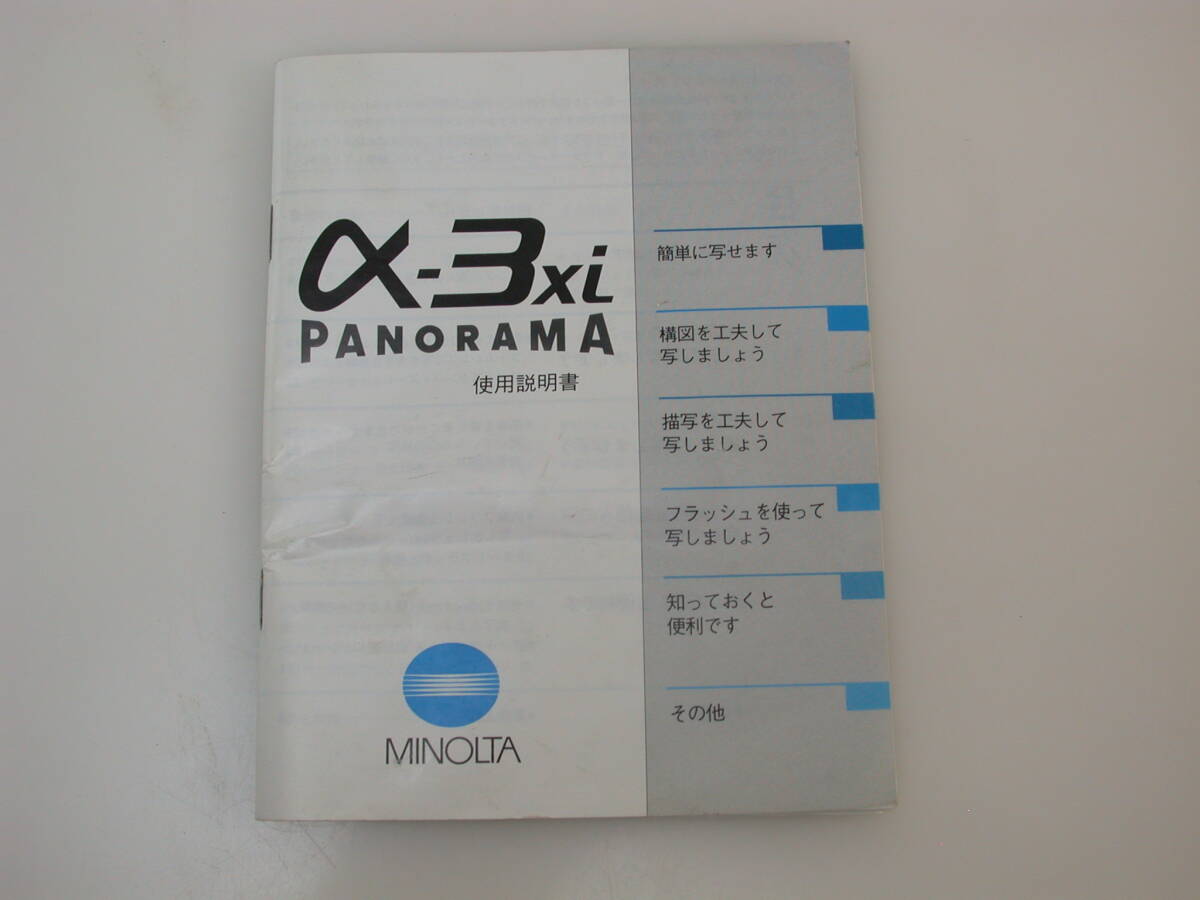 α-3xi
PANORAMA
使用説明書
MINOLTA
簡単に写せます
構図を工夫して
写しましょう
描写を工夫して
写しましょう
フラッシュを使って
写しましょう
知っておくと
便利です
その他